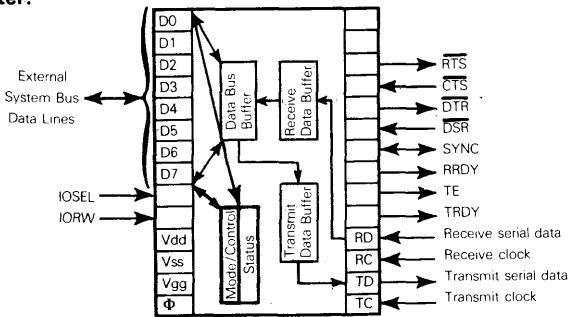 ter.
D0
D1
D2
D3
D4
D5
D6
D7
External
System Bus
Data Lines
IOSEL
IORW
Vdd
Vss
Vgg
Φ
Data Bus
Buffer
Receive
Data Buffer
Transmit
Data Buffer
Mode/Control
Status
RD
RC
TD
TC
RTS
CTS
DTR
DSR
SYNC
RRDY
TE
TRDY
Receive serial data
Receive clock
Transmit serial data
Transmit clock